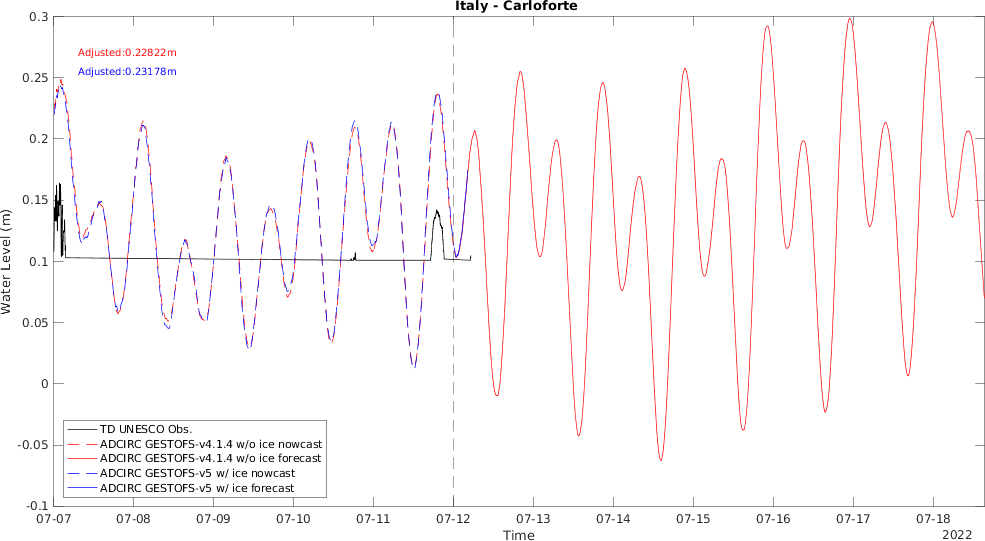 Italy - Carloforte
Adjusted:0.22822m
Adjusted:0.23178m
Water Level (m)
0.3
0.25
0.2
0.15
0.1
0.05
0
-0.05
-0.1
TD UNESCO Obs.
ADCIRC GESTOFS-v4.1.4 w/o ice nowcast
ADCIRC GESTOFS-v4.1.4 w/o ice forecast
ADCIRC GESTOFS-v5 w/ ice nowcast
ADCIRC GESTOFS-v5 w/ ice forecast
07-07 07-08 07-09 07-10 07-11 07-12 07-13 07-14 07-15 07-16 07-17 07-18
Time
2022